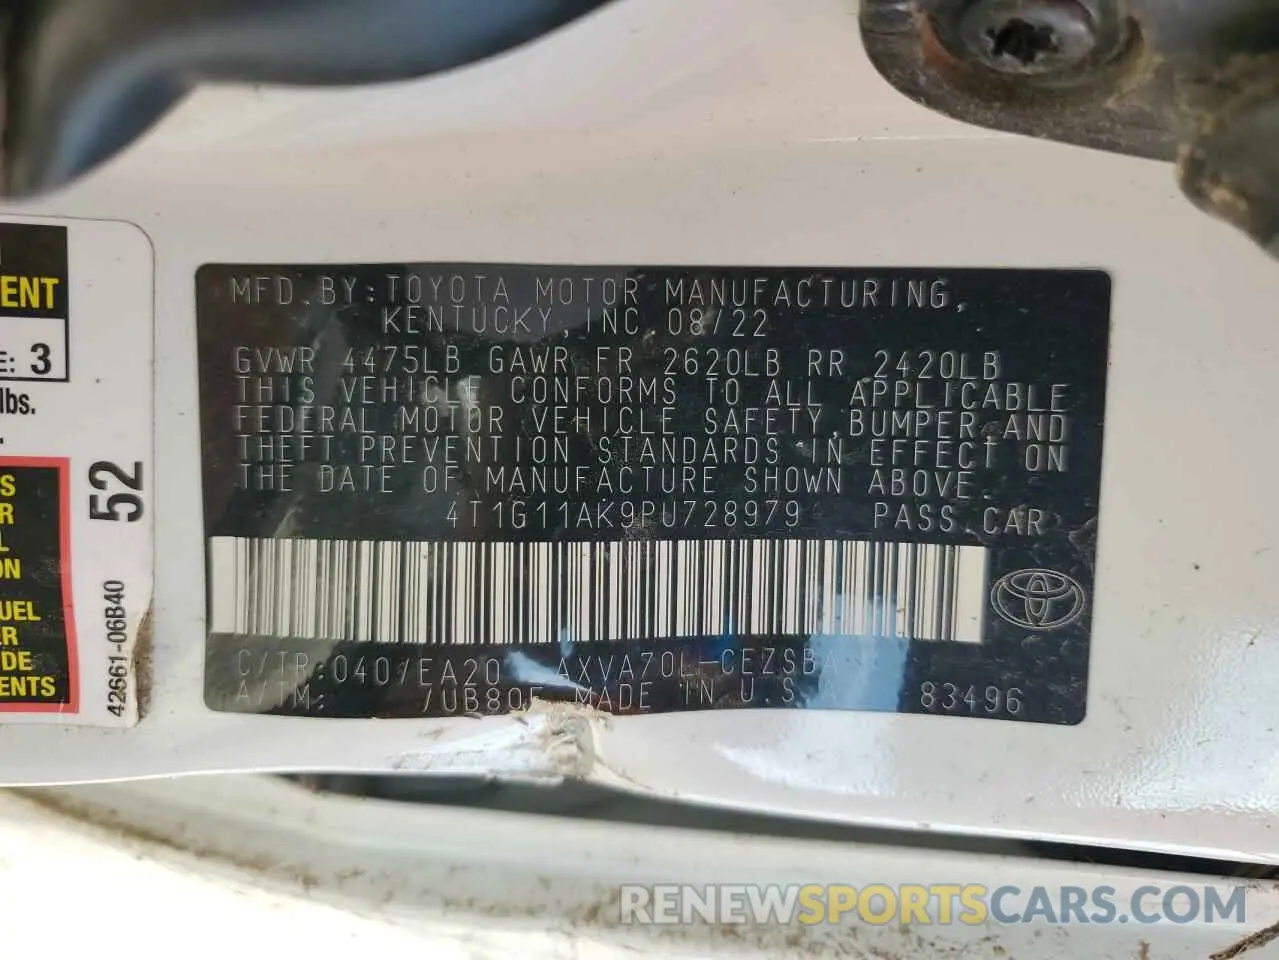 ENT
E: 3
lbs.
S
R
L
ON
UEL
ER
DE
ENTS
52
42661-06B40
MFD.BY:TOYOTA MOTOR MANUFACTURING,
KENTUCKY,INC.08/22
GVWR 4475LB GAWR FR 2620LB RR 2420LB
THIS VEHICLE CONFORMS TO ALL APPLICABLE
FEDERAL MOTOR VEHICLE SAFETY,BUMPER,AND
THEFT PREVENTION STANDARDS IN EFFECT ON
THE DATE OF MANUFACTURE SHOWN ABOVE.
4T1G11AK9PU728979 PASS.CAR
C/TR:040/EA20 AXVA70L-CEZSBA
A/TM: /UB80E MADE IN U.S.A. 83496
RENEWSPORTSCARS.COM